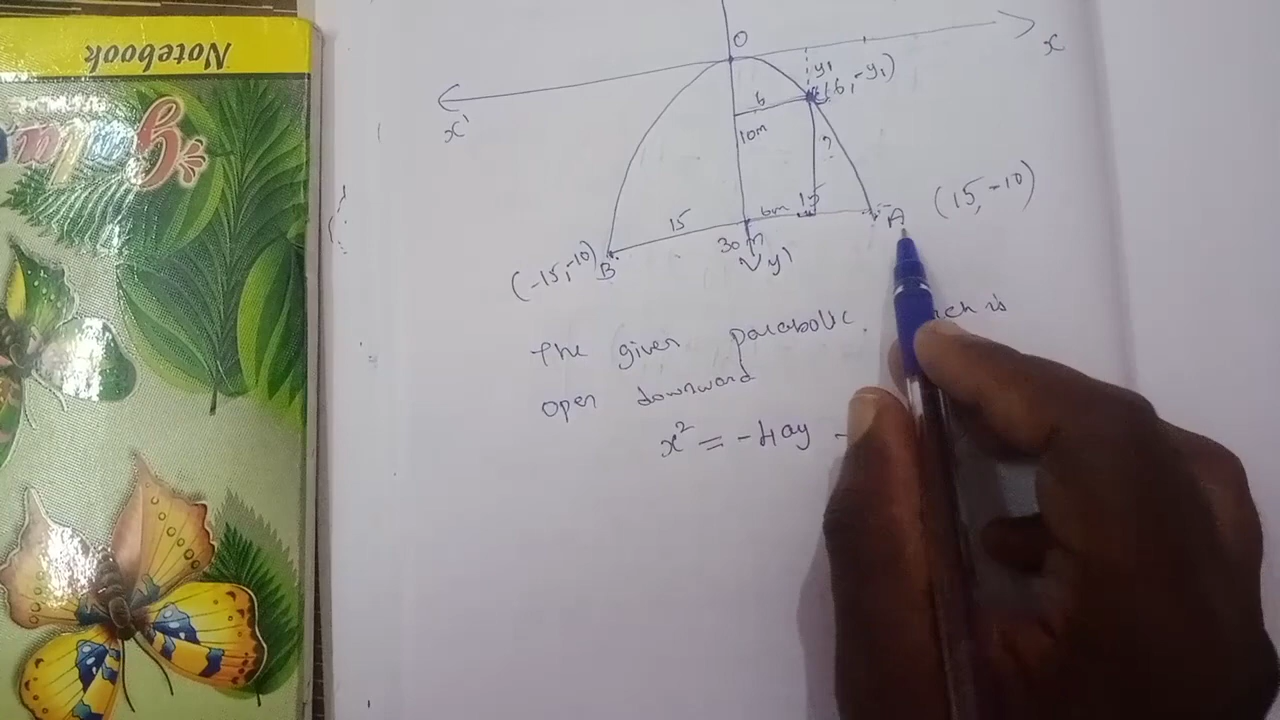 Notebook
O
x
x'
y1
6
C(6, -y1)
10m
?
15
6m
15
A (15, -10)
30m
y'
(-15, -10) B
The given parabolic is
open downward
x² = -4ay -